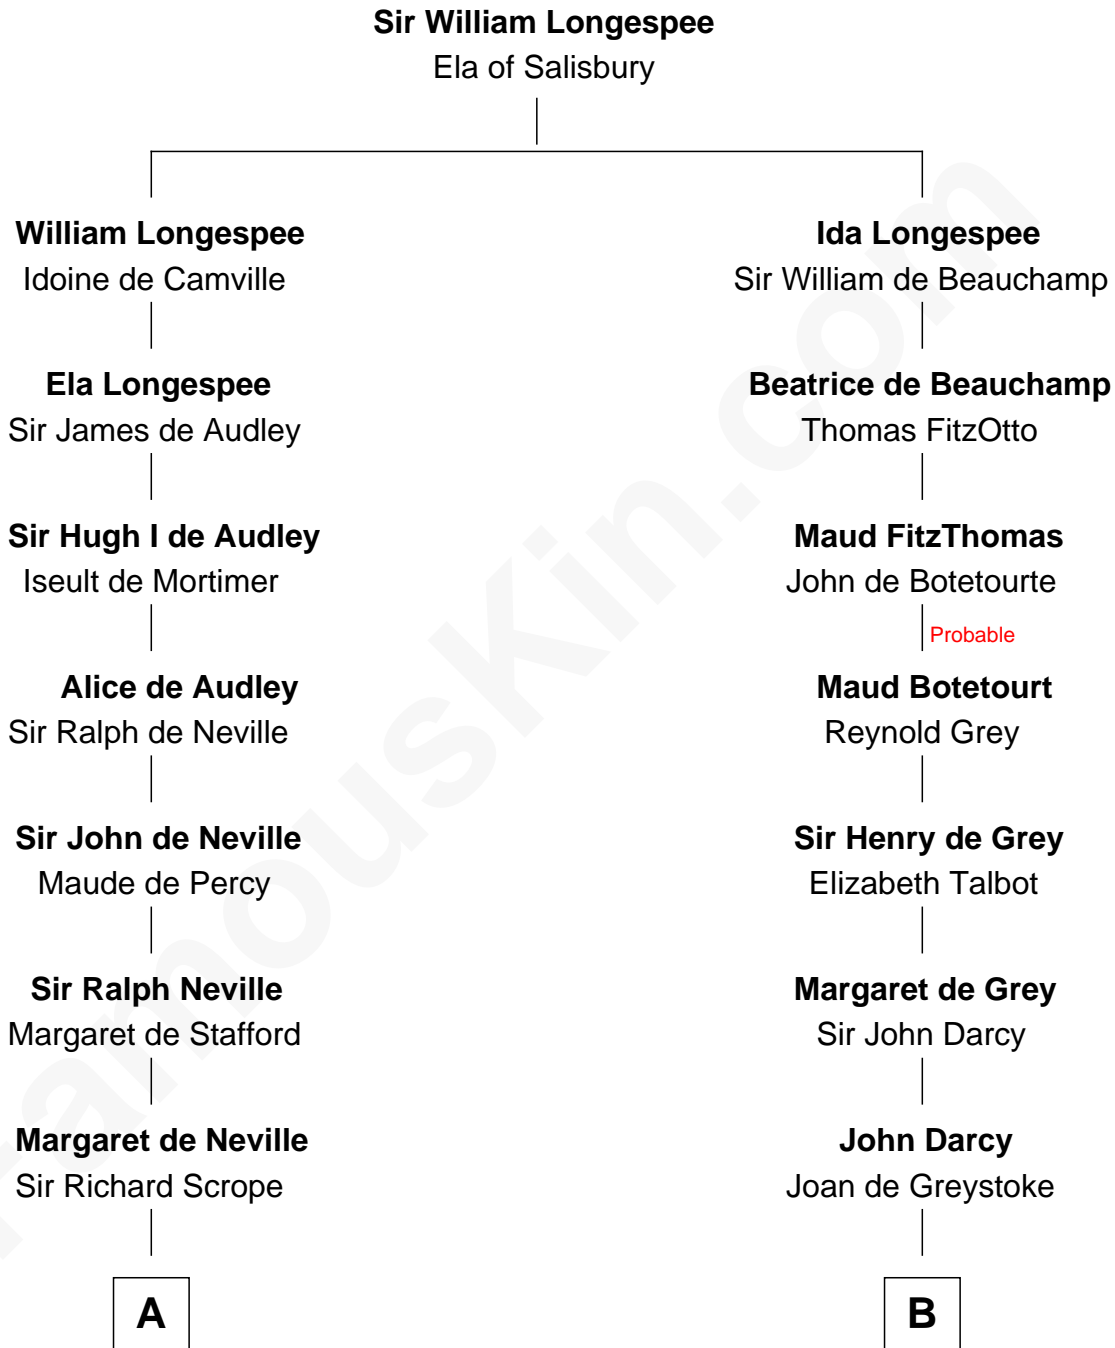 Sir William Longespee
Ela of Salisbury
William Longespee
Idoine de Camville
Ela Longespee
Sir James de Audley
Sir Hugh I de Audley
Iseult de Mortimer
Alice de Audley
Sir Ralph de Neville
Sir John de Neville
Maude de Percy
Sir Ralph Neville
Margaret de Stafford
Margaret de Neville
Sir Richard Scrope
A
Ida Longespee
Sir William de Beauchamp
Beatrice de Beauchamp
Thomas FitzOtto
Maud FitzThomas
John de Botetourte
Probable
Maud Botetourt
Reynold Grey
Sir Henry de Grey
Elizabeth Talbot
Margaret de Grey
Sir John Darcy
John Darcy
Joan de Greystoke
B
FamousKin.com